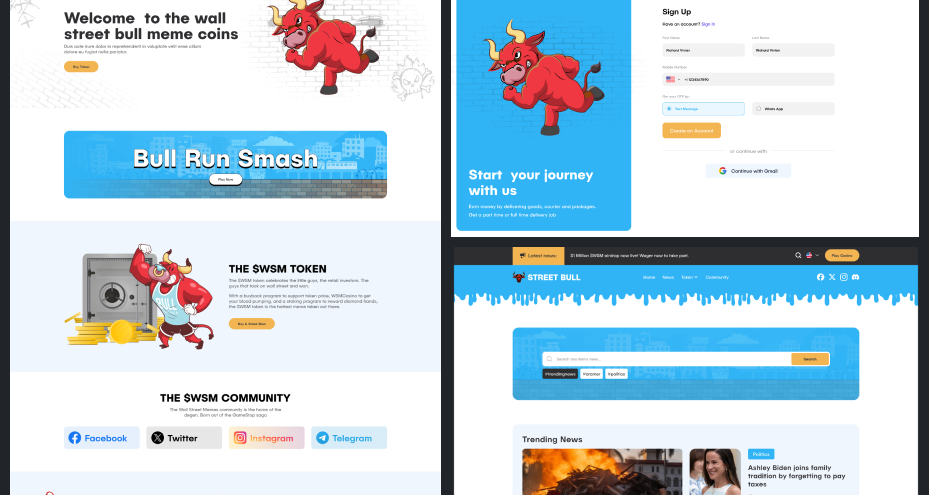 Welcome to the wall
street bull meme coins
Duis aute irure dolor in reprehenderit in voluptate velit esse cillum
dolore eu fugiat nulla pariatur.
Buy Token
Bull Run Smash
Play Now
THE $WSM TOKEN
The $WSM token celebrates the little guys, the retail investors. The
guys that took on wall street and won.
With a buyback program to support token price, WSMCasino to get
your blood pumping, and a staking program to reward diamond hands,
the $WSM token is the hottest meme token out there.
Buy & Stake Now
BULL
THE $WSM COMMUNITY
The Wall Street Memes community is the home of the
degen. Born out of the GameStop saga
Facebook
Twitter
Instagram
Telegram
Start your journey
with us
Earn money by delivering goods, courier and packages.
Get a part time or full time delivery job
Sign Up
Have an account? Sign In
First Name
Last Name
Richard Tristan
Richard Tristan
Mobile Number
+1 1234567890
Get your OTP by:
Text Message
Whats App
Create an Account
or continue with
Continue with Gmail
Latest news:
$1 Million $WSM airdrop now live! Wager now to take part.
Play Casino
STREET BULL
Home
News
Token
Community
Search
#trendingnews
#cramer
#politics
Trending News
Politics
Ashley Biden joins family
tradition by forgetting to pay
taxes